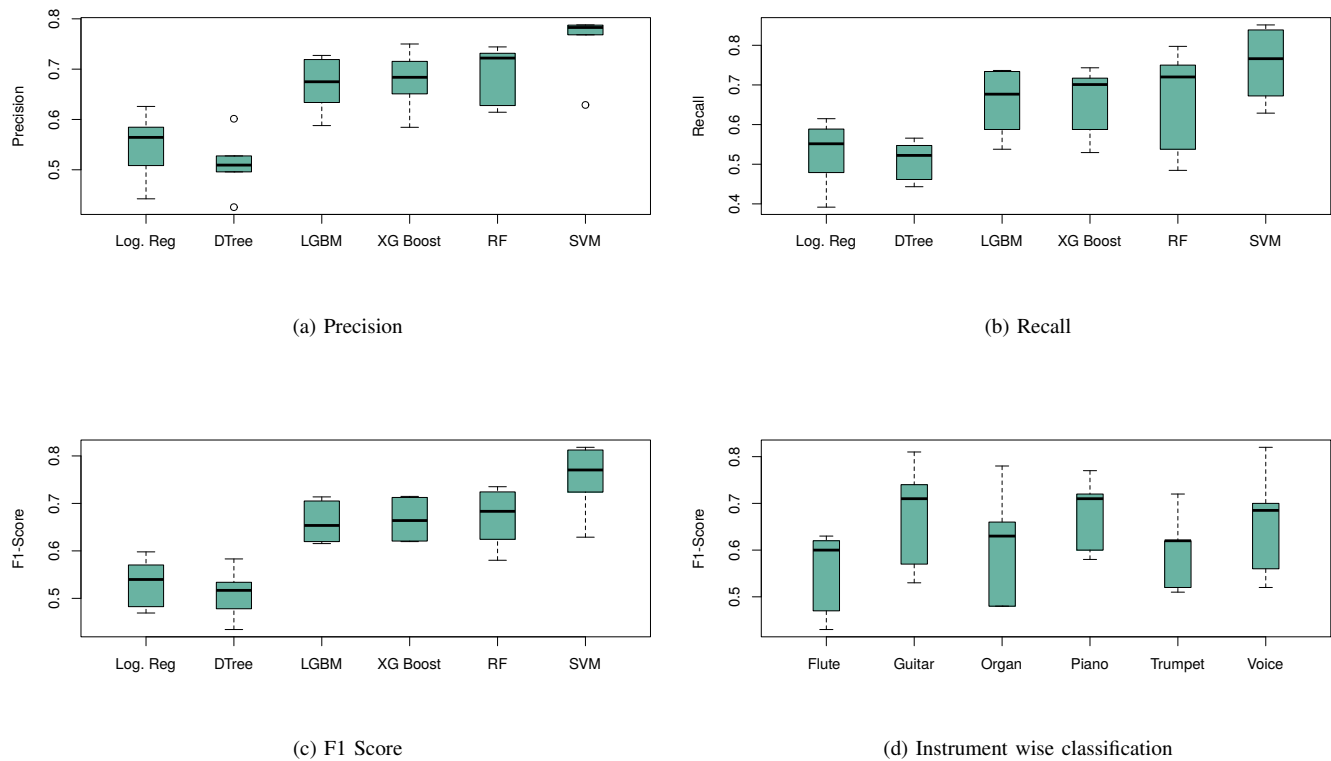 Precision
0.8
0.7
0.6
0.5
Log. Reg DTree LGBM XG Boost RF SVM
(a) Precision
Recall
0.8
0.7
0.6
0.5
0.4
Log. Reg DTree LGBM XG Boost RF SVM
(b) Recall
F1-Score
0.8
0.7
0.6
0.5
Log. Reg DTree LGBM XG Boost RF SVM
(c) F1 Score
F1-Score
0.8
0.7
0.6
0.5
Flute Guitar Organ Piano Trumpet Voice
(d) Instrument wise classification